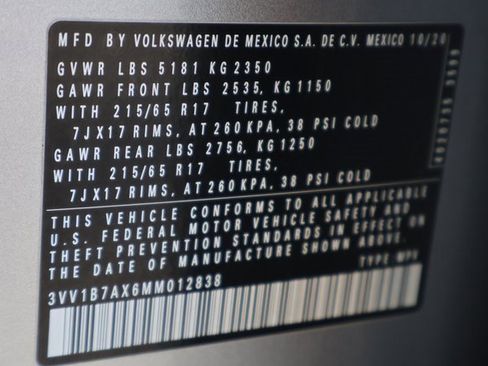 MFD BY VOLKSWAGEN DE MEXICO S.A. DE C.V. MEXICO 10/20
GVWR LBS 5181 KG 2350
GAWR FRONT LBS 2535, KG 1150
WITH 215/65 R17 TIRES,
7JX17 RIMS, AT 260 KPA, 38 PSI COLD
GAWR REAR LBS 2756, KG 1250
WITH 215/65 R17 TIRES,
7JX17 RIMS, AT 260 KPA, 38 PSI COLD
THIS VEHICLE CONFORMS TO ALL APPLICABLE
U.S. FEDERAL MOTOR VEHICLE SAFETY AND
THEFT PREVENTION STANDARDS IN EFFECT ON
THE DATE OF MANUFACTURE SHOWN ABOVE.
3VV1B7AX6MM012838 TYPE MPV